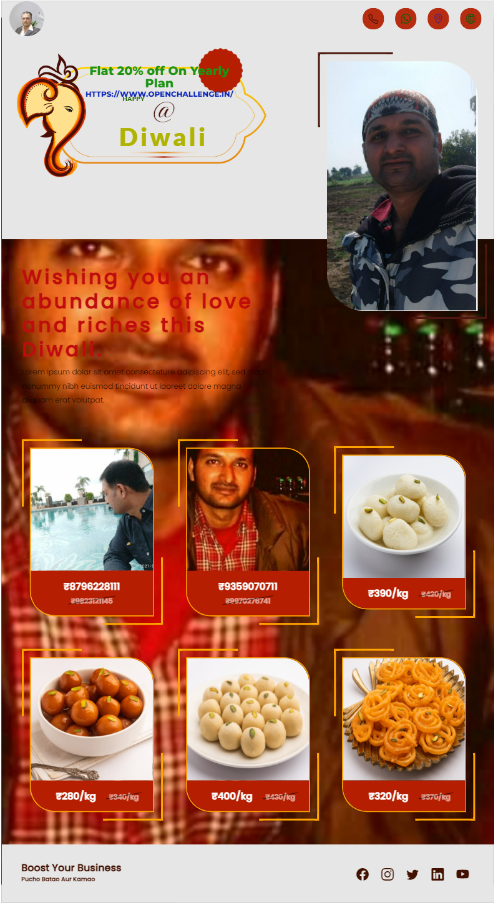 Flat 20% off On Yearly
Plan
HTTPS://WWW.OPENCHALLENGE.IN/
HAPPY
@
Diwali
Wishing you an
abundance of love
and riches this
Diwali.
Lorem ipsum dolor sit amet consectetuer adipiscing elit, sed
nonummy nibh euismod tincidunt ut laoreet dolore magna
aliquam erat volutpat.
₹8796228111
₹9359070711
₹9970276741
₹390/kg ₹420/kg
₹280/kg ₹340/kg
₹400/kg ₹430/kg
₹320/kg ₹370/kg
Boost Your Business
Pucho Batao Aur Kamao